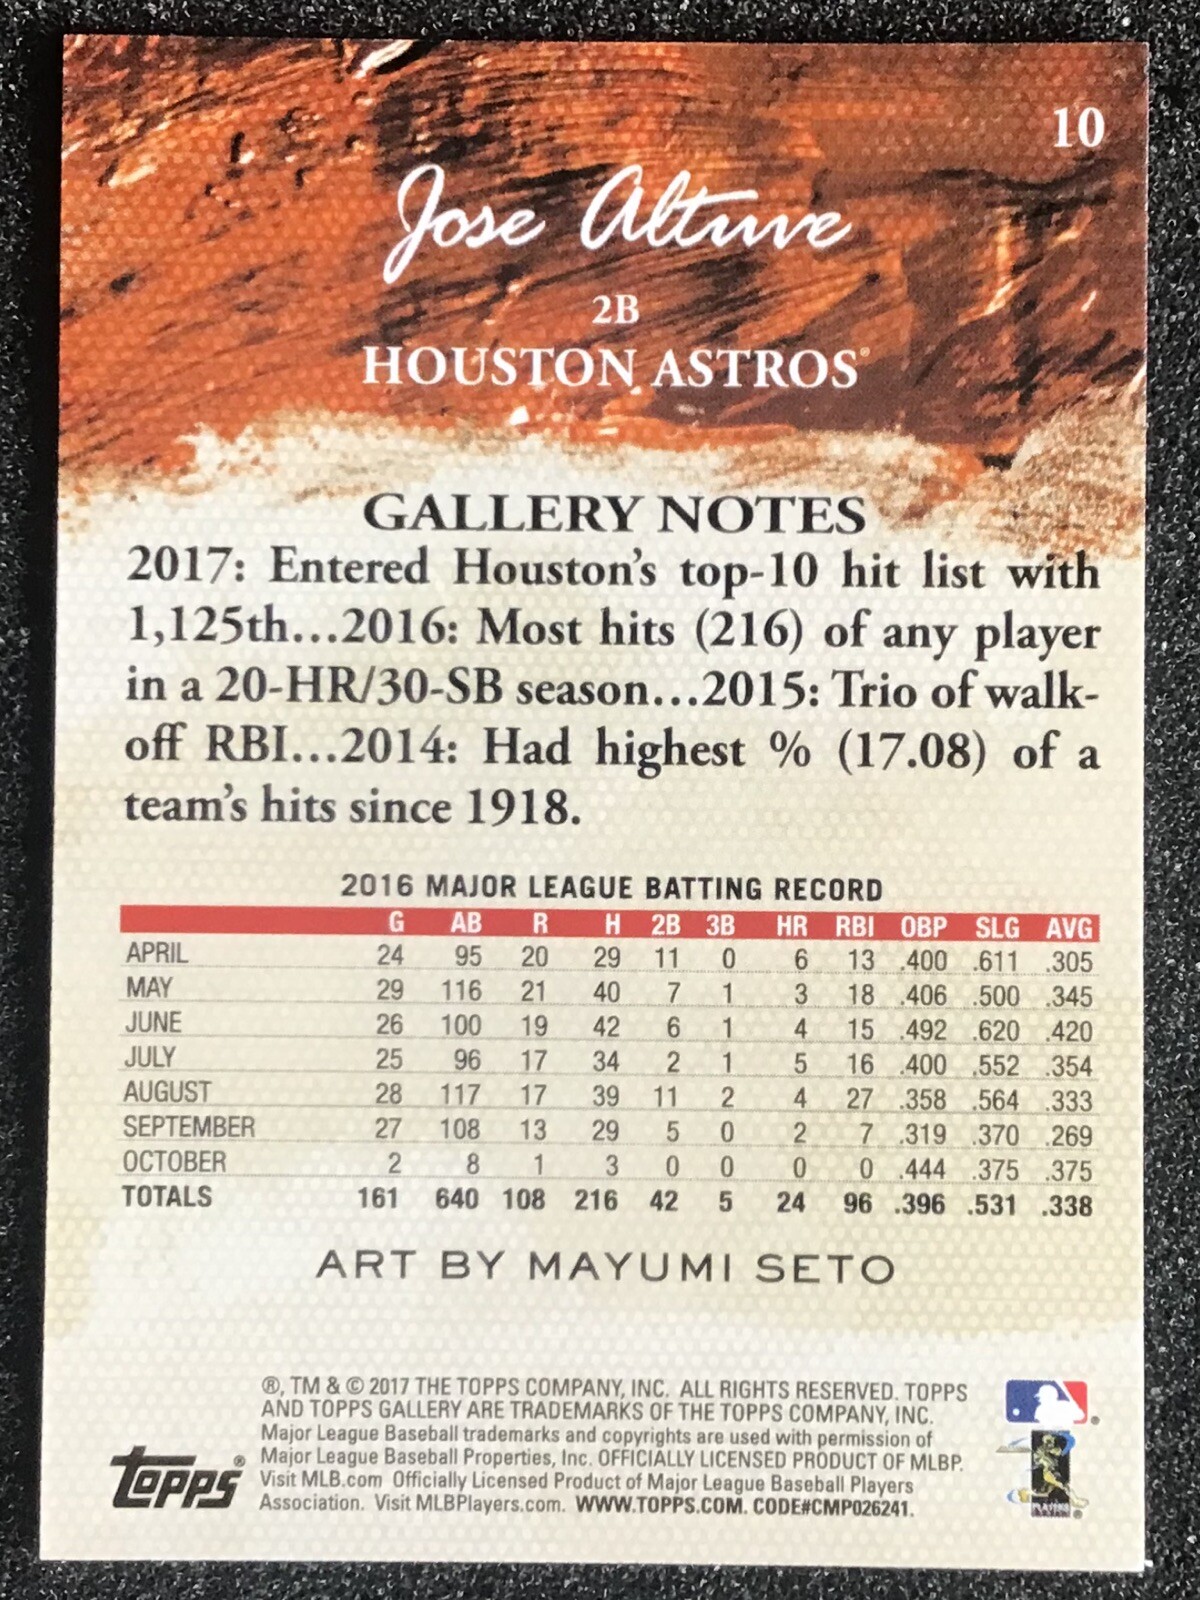 10
Jose Altuve
2B
HOUSTON ASTROS®
GALLERY NOTES
2017: Entered Houston's top-10 hit list with
1,125th...2016: Most hits (216) of any player
in a 20-HR/30-SB season...2015: Trio of walk-
off RBI...2014: Had highest % (17.08) of a
team's hits since 1918.
2016 MAJOR LEAGUE BATTING RECORD
G AB R H 2B 3B HR RBI OBP SLG AVG
APRIL 24 95 20 29 11 0 6 13 .400 .611 .305
MAY 29 116 21 40 7 1 3 18 .406 .500 .345
JUNE 26 100 19 42 6 1 4 15 .492 .620 .420
JULY 25 96 17 34 2 1 5 16 .400 .552 .354
AUGUST 28 117 17 39 11 2 4 27 .358 .564 .333
SEPTEMBER 27 108 13 29 5 0 2 7 .319 .370 .269
OCTOBER 2 8 1 3 0 0 0 0 .444 .375 .375
TOTALS 161 640 108 216 42 5 24 96 .396 .531 .338
ART BY MAYUMI SETO
®, TM & © 2017 THE TOPPS COMPANY, INC. ALL RIGHTS RESERVED. TOPPS
AND TOPPS GALLERY ARE TRADEMARKS OF THE TOPPS COMPANY, INC.
Major League Baseball trademarks and copyrights are used with permission of
Major League Baseball Properties, Inc. OFFICIALLY LICENSED PRODUCT OF MLBP.
Visit MLB.com Officially Licensed Product of Major League Baseball Players
Association. Visit MLBPlayers.com. WWW.TOPPS.COM. CODE#CMP026241.
Topps®
PLAYERS